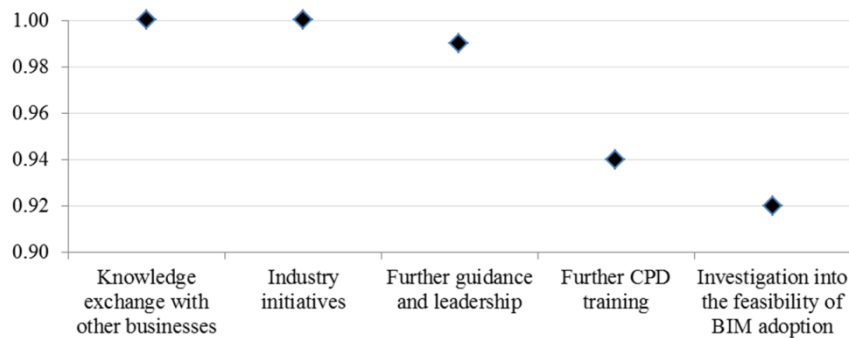 1.00
0.98
0.96
0.94
0.92
0.90
Knowledge
exchange with
other businesses
Industry
initiatives
Further guidance
and leadership
Further CPD
training
Investigation into
the feasibility of
BIM adoption